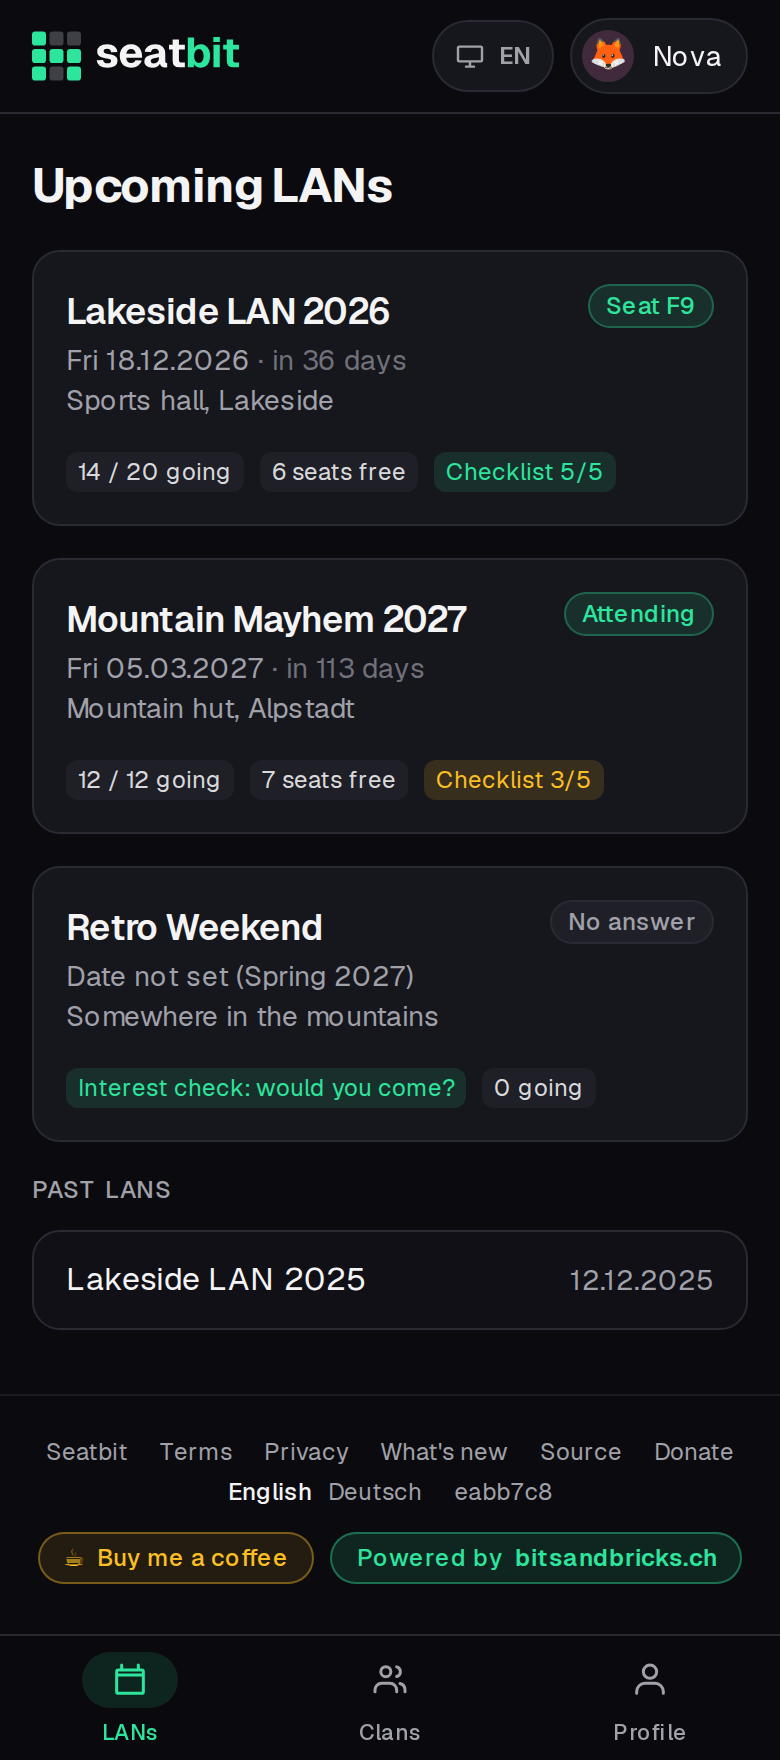 seatbit
EN
Nova
Upcoming LANs
Lakeside LAN 2026
Seat F9
Fri 18.12.2026 · in 36 days
Sports hall, Lakeside
14 / 20 going
6 seats free
Checklist 5/5
Mountain Mayhem 2027
Attending
Fri 05.03.2027 · in 113 days
Mountain hut, Alpstadt
12 / 12 going
7 seats free
Checklist 3/5
Retro Weekend
No answer
Date not set (Spring 2027)
Somewhere in the mountains
Interest check: would you come?
0 going
PAST LANS
Lakeside LAN 2025
12.12.2025
Seatbit Terms Privacy What's new Source Donate
English Deutsch eabb7c8
Buy me a coffee
Powered by bitsandbricks.ch
LANs
Clans
Profile